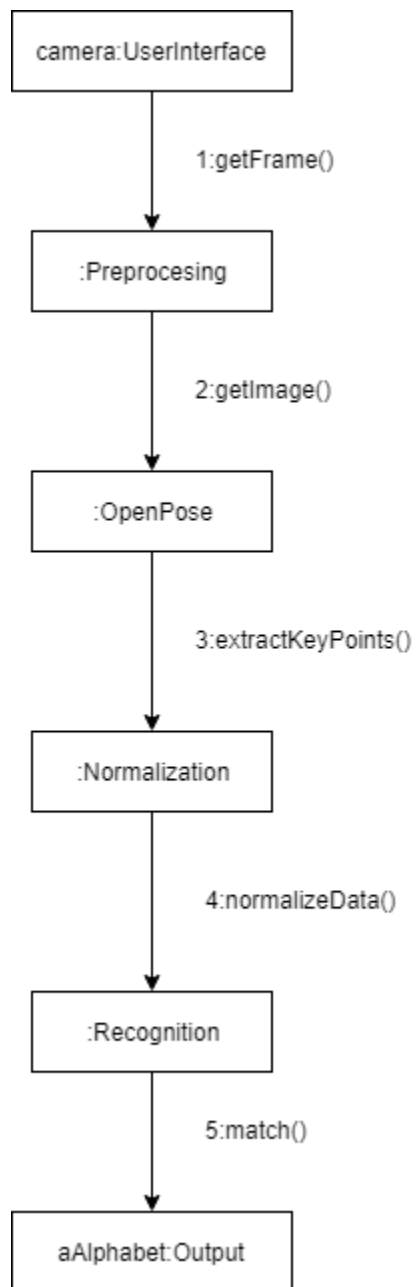 camera:UserInterface
1:getFrame()
:Preprocesing
2:getImage()
:OpenPose
3:extractKeyPoints()
:Normalization
4:normalizeData()
:Recognition
5:match()
aAlphabet:Output